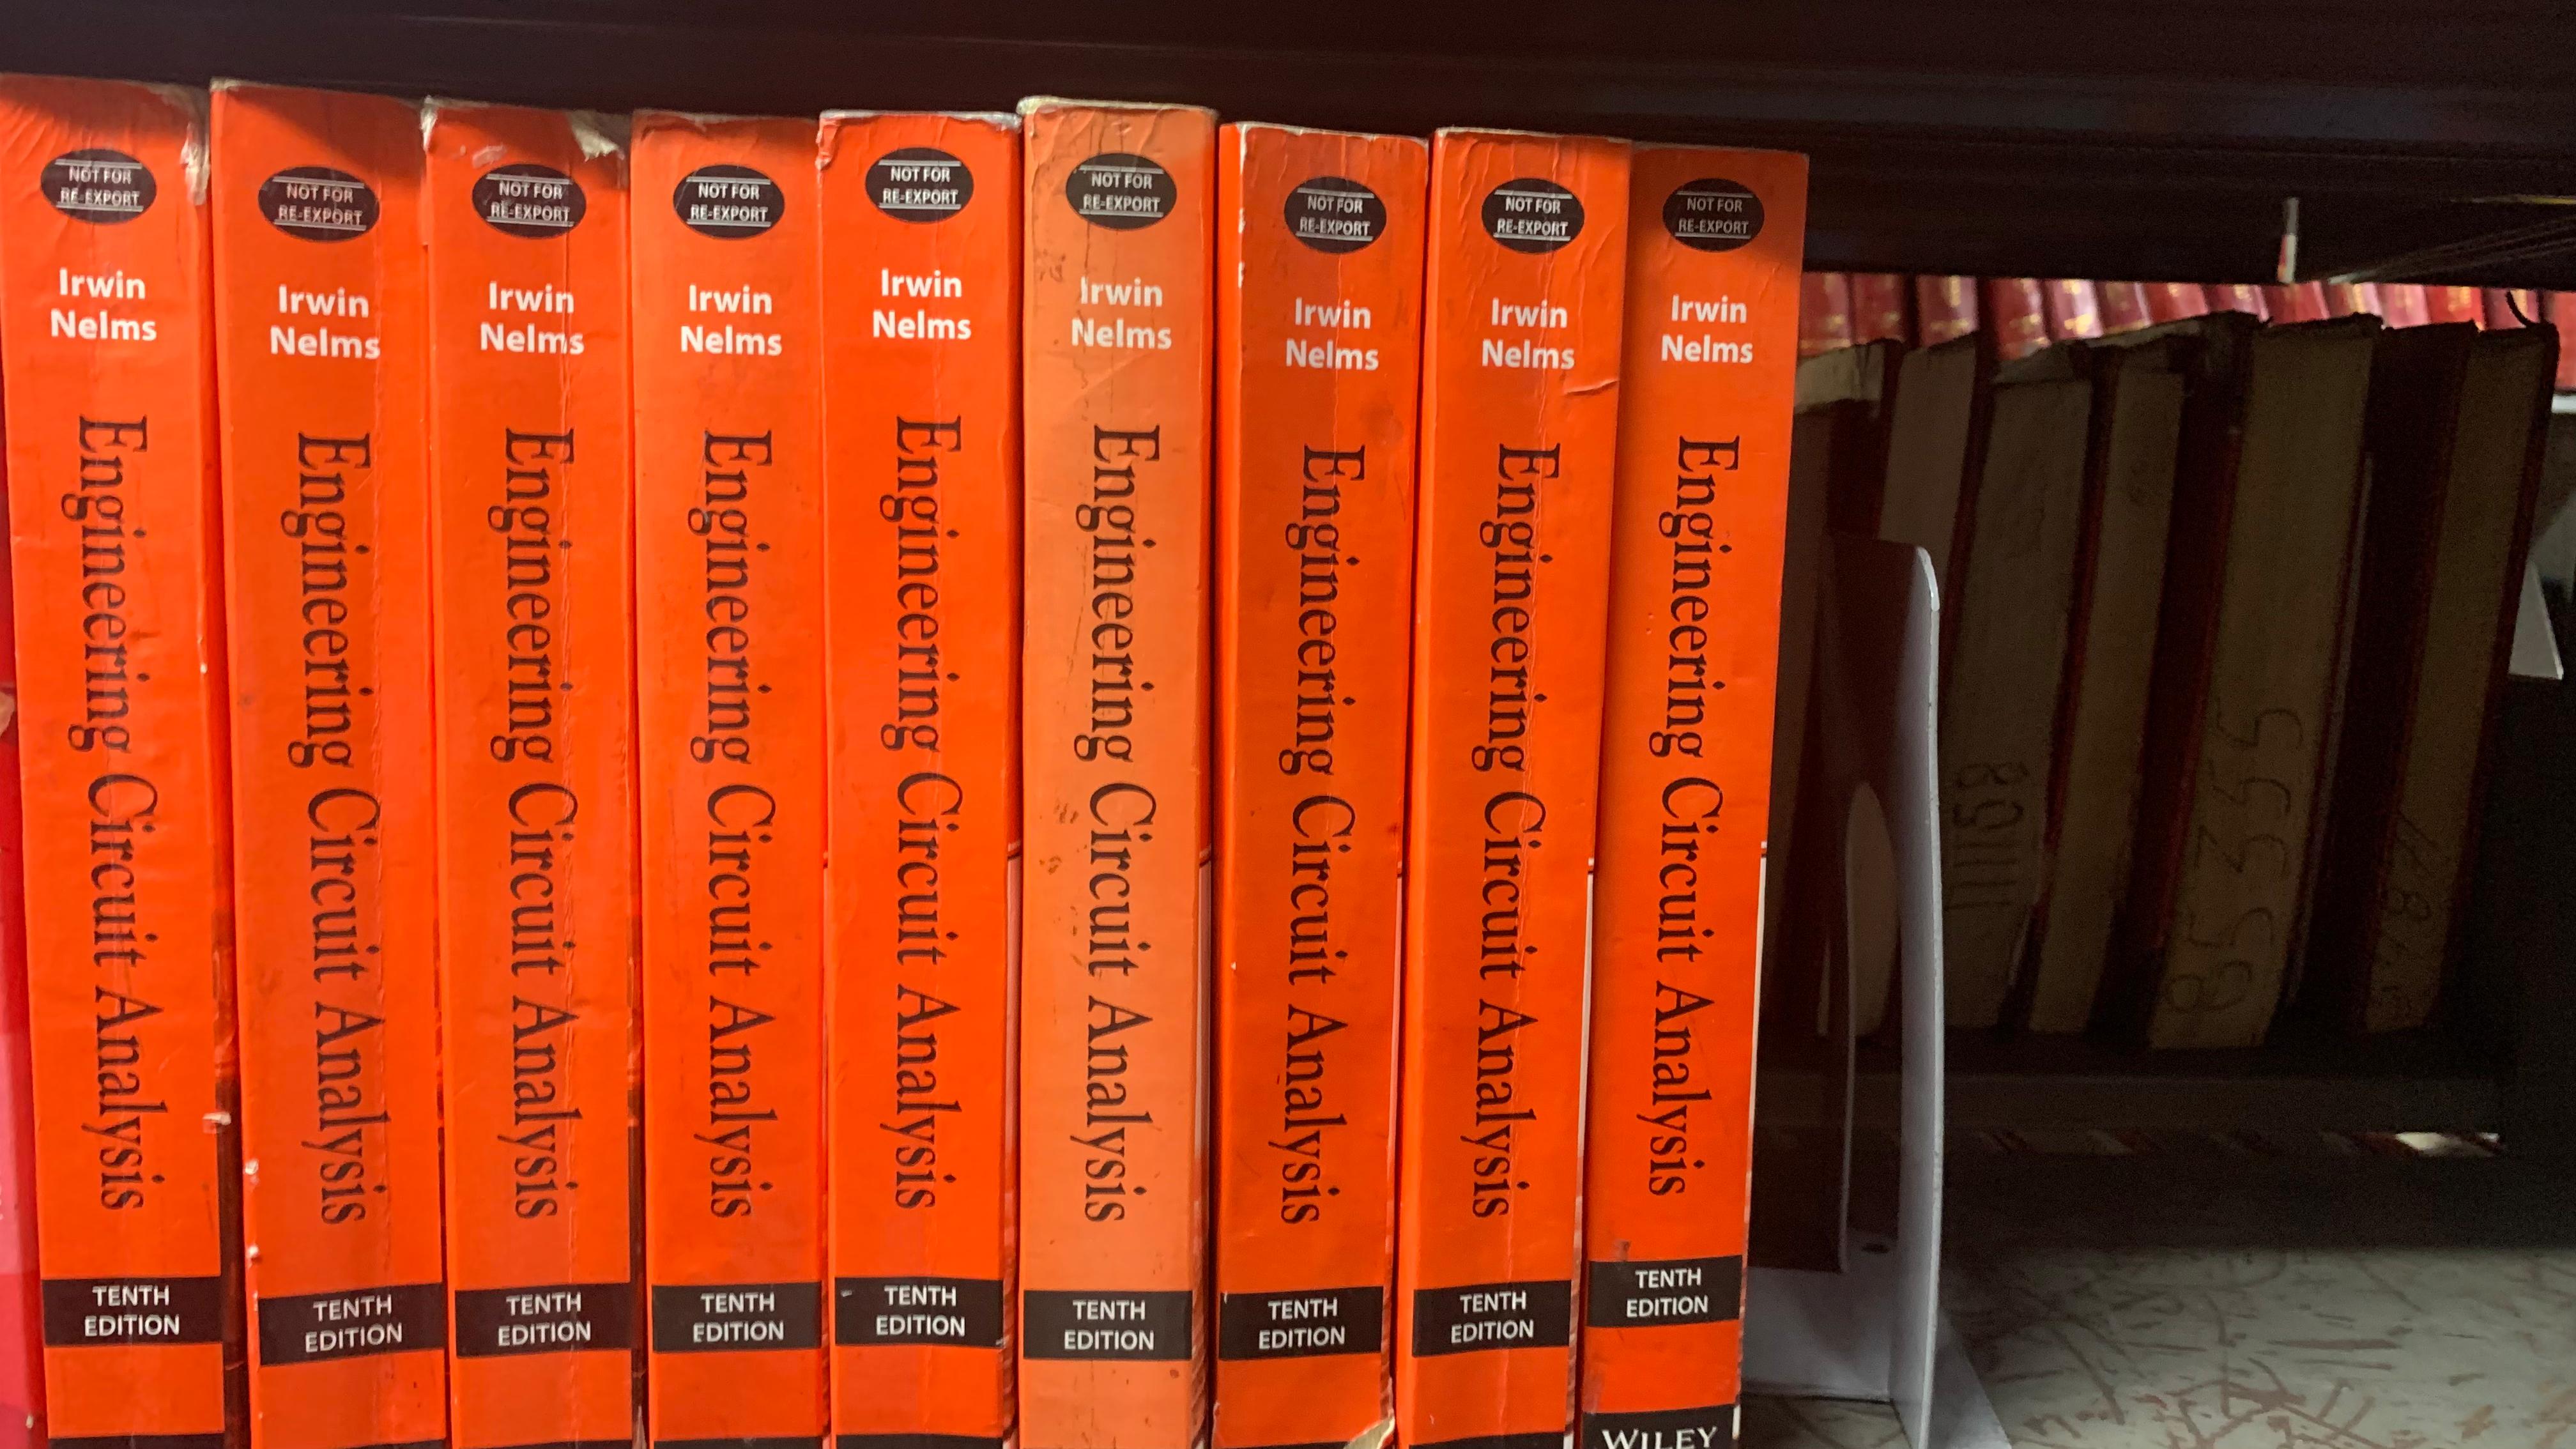 NOT FOR
RE-EXPORT
Irwin
Nelms
Engineering Circuit Analysis
TENTH
EDITION
NOT FOR
RE-EXPORT
Irwin
Nelms
Engineering Circuit Analysis
TENTH
EDITION
NOT FOR
RE-EXPORT
Irwin
Nelms
Engineering Circuit Analysis
TENTH
EDITION
NOT FOR
RE-EXPORT
Irwin
Nelms
Engineering Circuit Analysis
TENTH
EDITION
NOT FOR
RE-EXPORT
Irwin
Nelms
Engineering Circuit Analysis
TENTH
EDITION
NOT FOR
RE-EXPORT
Irwin
Nelms
Engineering Circuit Analysis
TENTH
EDITION
NOT FOR
RE-EXPORT
Irwin
Nelms
Engineering Circuit Analysis
TENTH
EDITION
NOT FOR
RE-EXPORT
Irwin
Nelms
Engineering Circuit Analysis
TENTH
EDITION
NOT FOR
RE-EXPORT
Irwin
Nelms
Engineering Circuit Analysis
TENTH
EDITION
WILEY